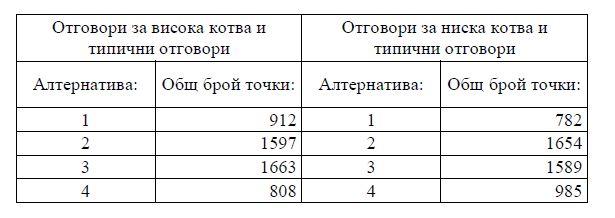 Отговори за висока котва и типични отговори | Отговори за ниска котва и типични отговори
Алтернатива: | Общ брой точки: | Алтернатива: | Общ брой точки:
1 | 912 | 1 | 782
2 | 1597 | 2 | 1654
3 | 1663 | 3 | 1589
4 | 808 | 4 | 985